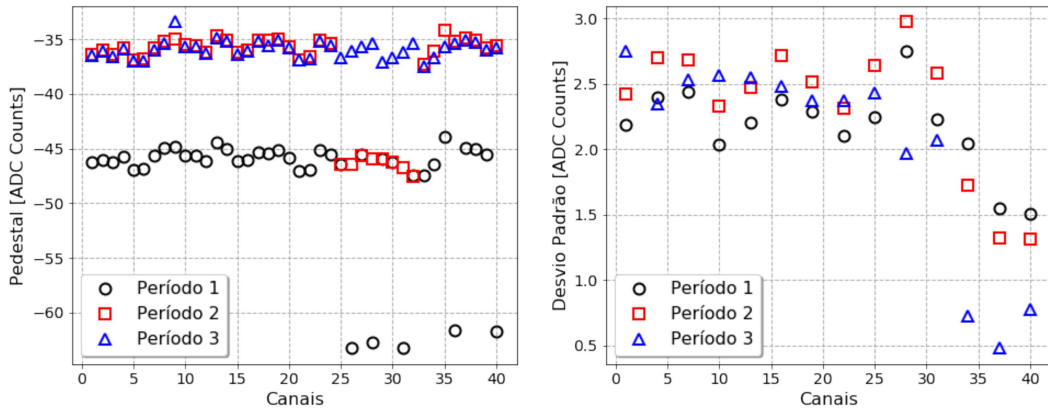 Pedestal [ADC Counts]
−35
−40
−45
−50
−55
−60
Período 1
Período 2
Período 3
0 5 10 15 20 25 30 35 40
Canais
Desvio Padrão [ADC Counts]
3.0
2.5
2.0
1.5
1.0
0.5
Período 1
Período 2
Período 3
0 5 10 15 20 25 30 35 40
Canais